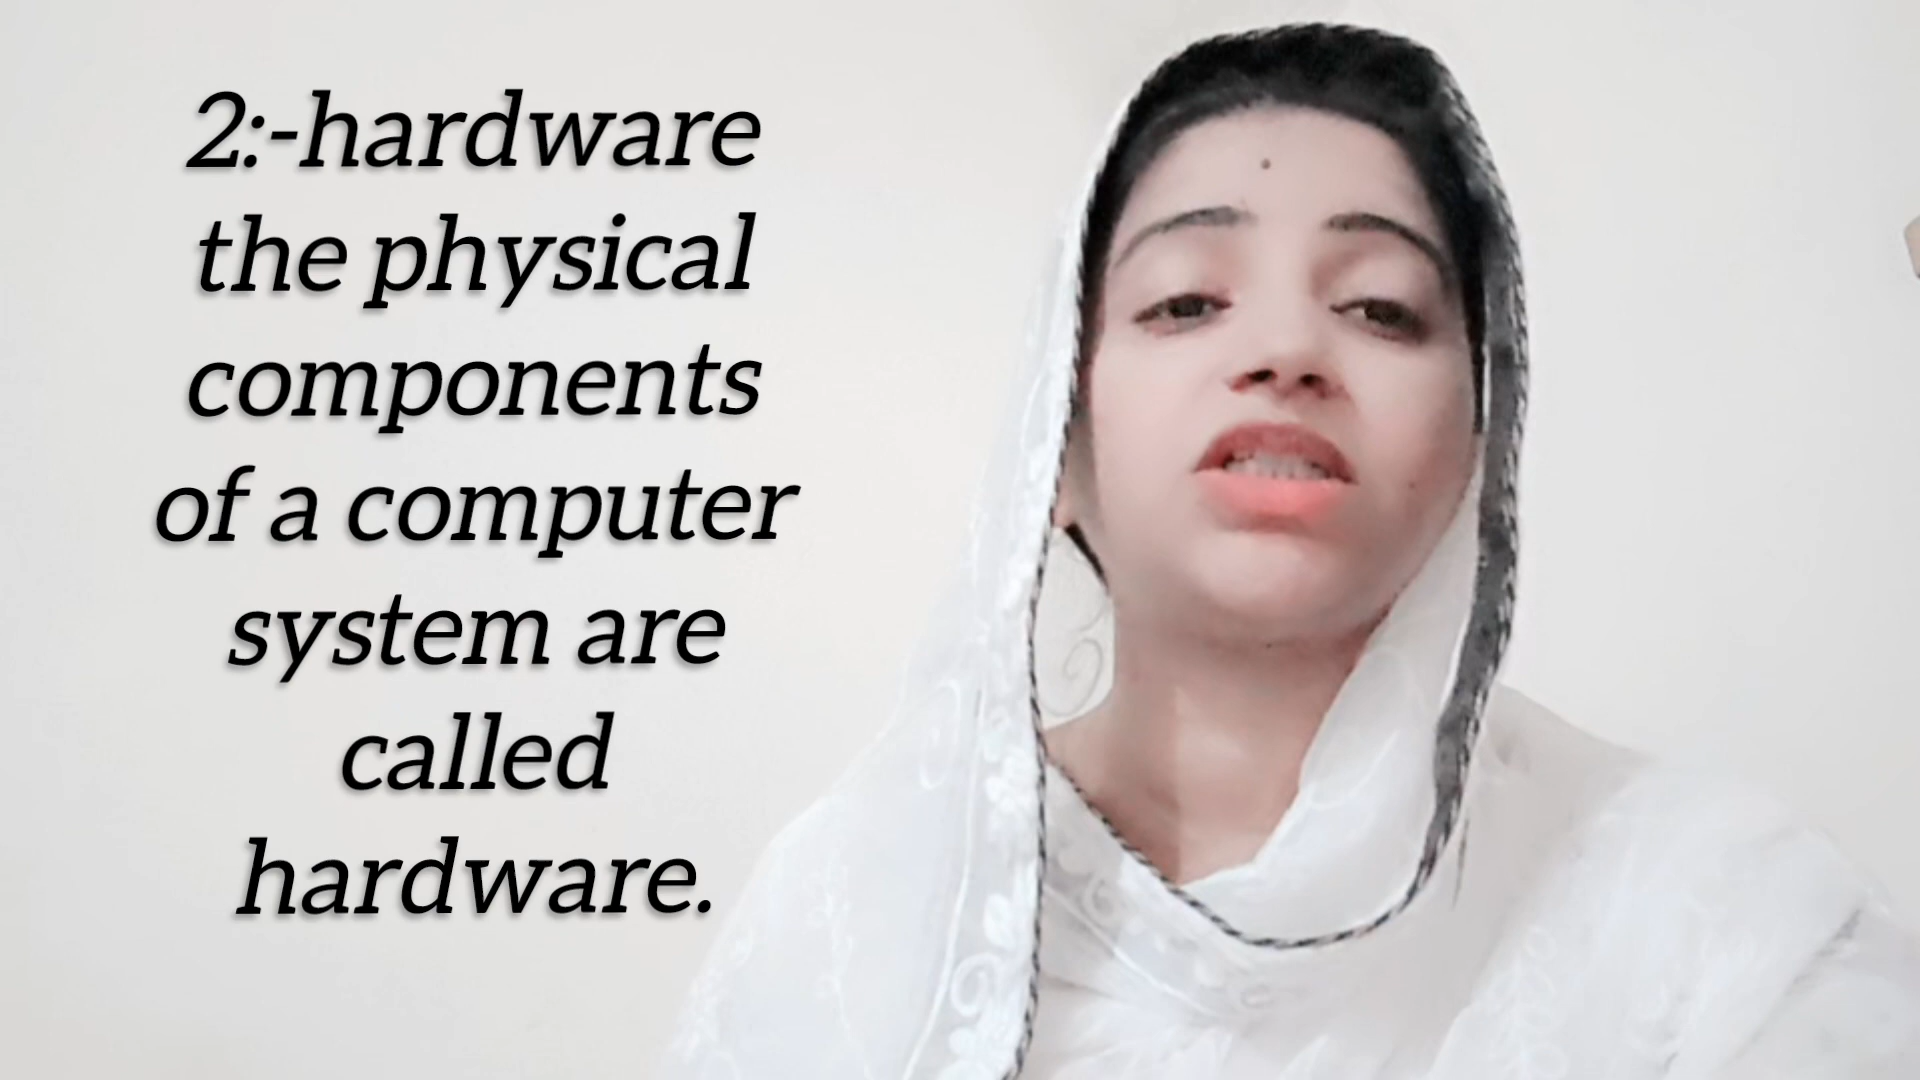 2:-hardware
the physical
components
of a computer
system are
called
hardware.